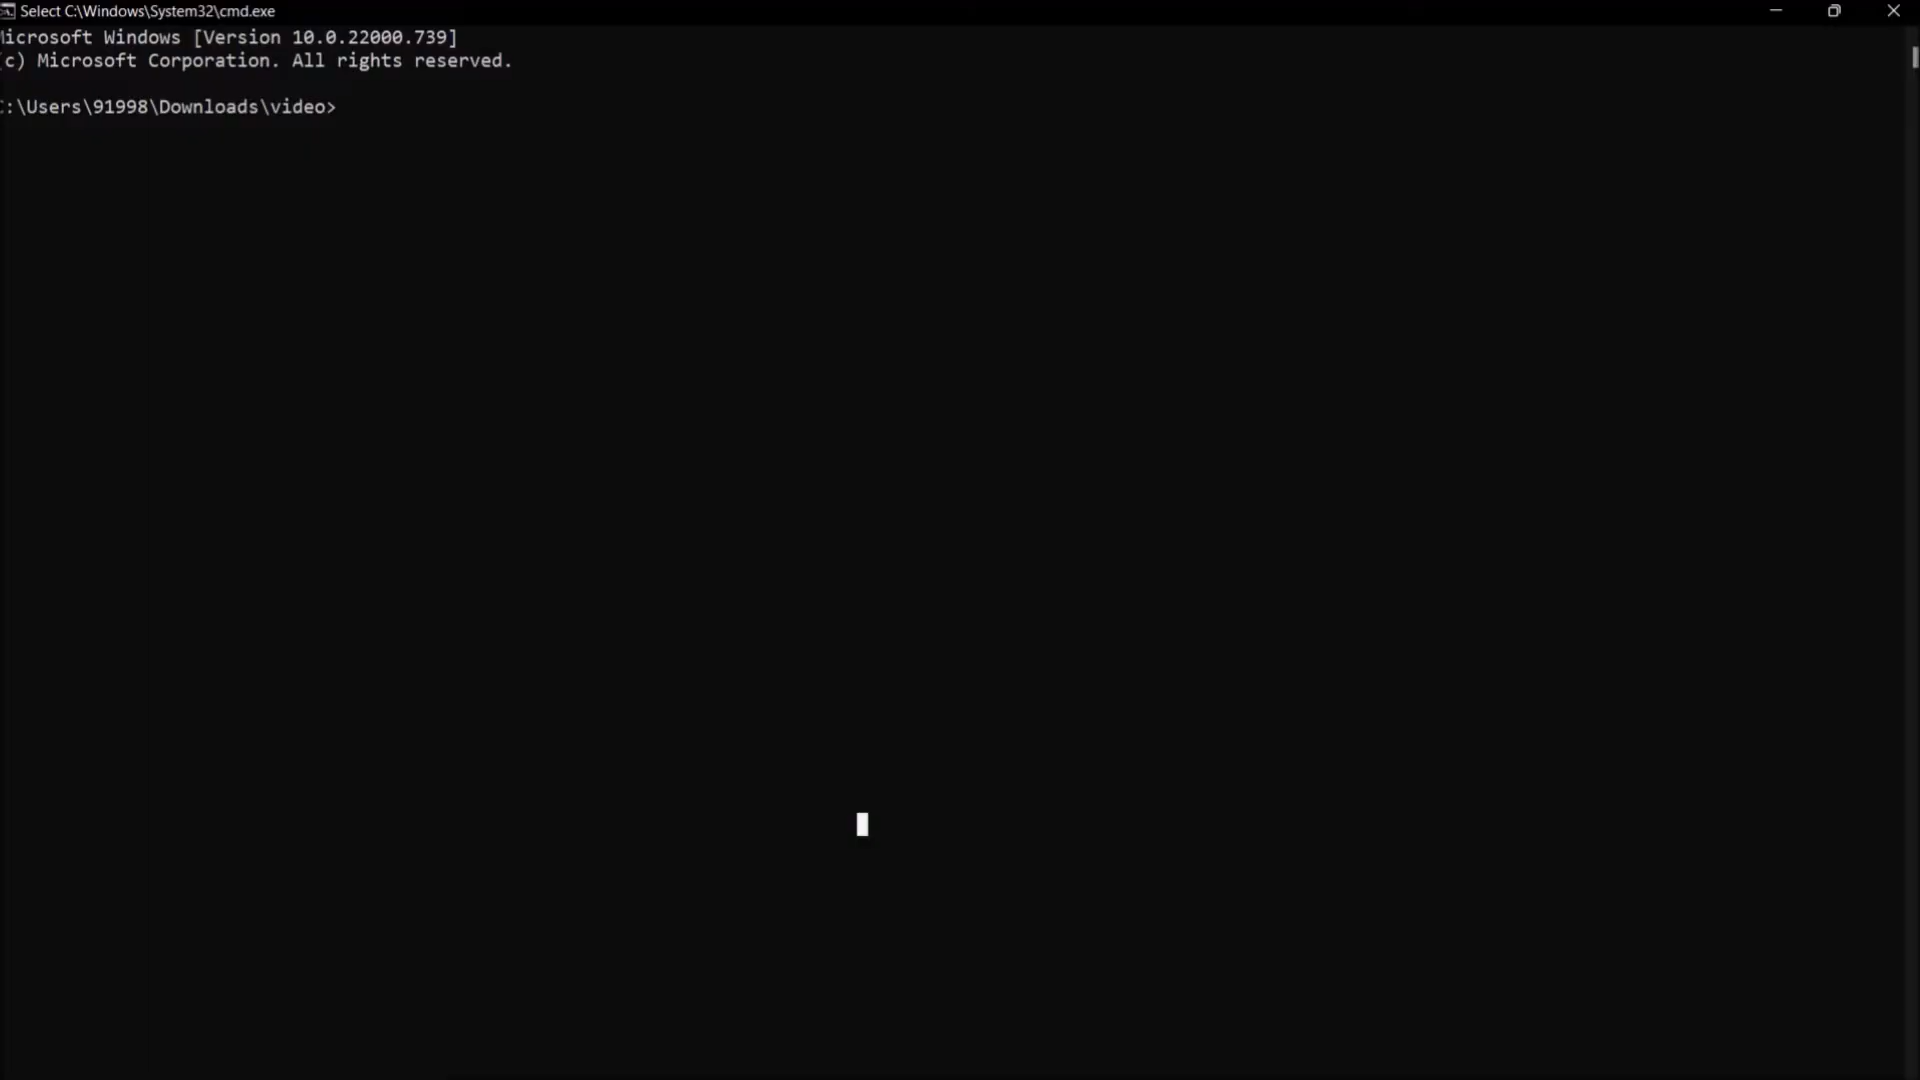 Select C:\Windows\System32\cmd.exe
Microsoft Windows [Version 10.0.22000.739]
(c) Microsoft Corporation. All rights reserved.
C:\Users\91998\Downloads\video>